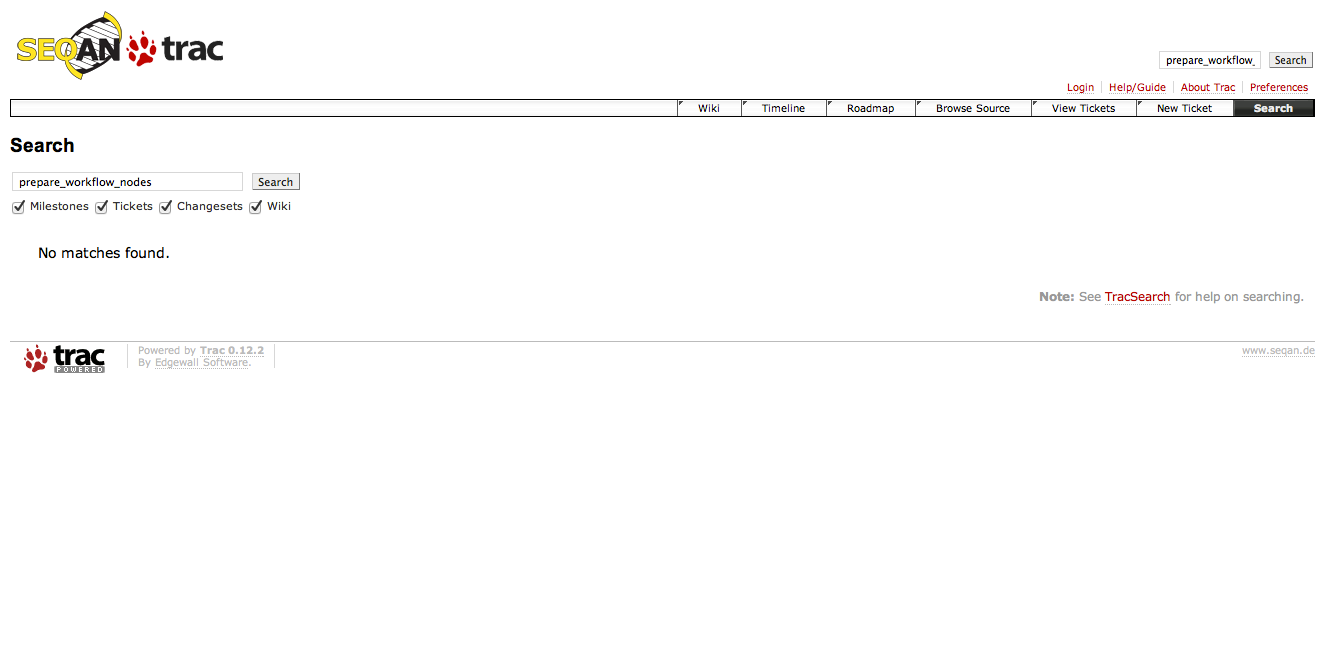 SEQAN trac
prepare_workflow_ Search
Login Help/Guide About Trac Preferences
Wiki Timeline Roadmap Browse Source View Tickets New Ticket Search
Search
prepare_workflow_nodes Search
Milestones Tickets Changesets Wiki
No matches found.
Note: See TracSearch for help on searching.
trac POWERED
Powered by Trac 0.12.2
By Edgewall Software.
www.seqan.de